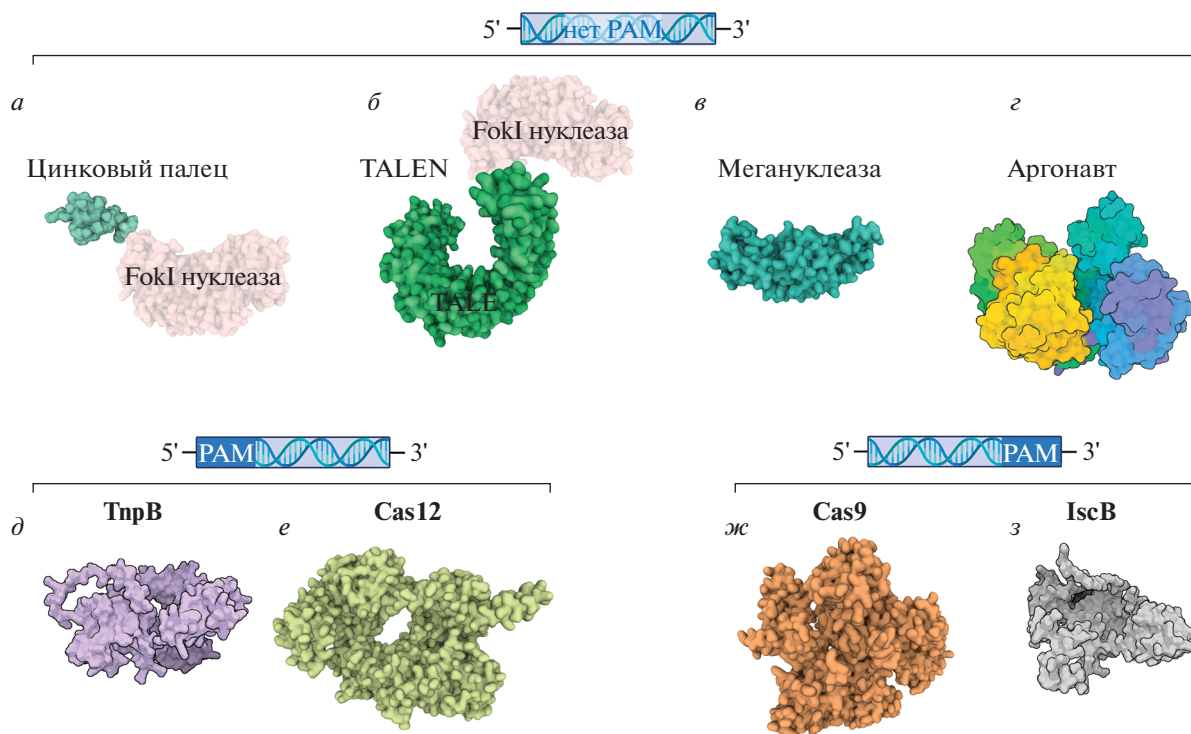 5' нет PAM 3'
а б в г
FokI нуклеаза
Цинковый палец TALEN Мегануклеаза Аргонавт
FokI нуклеаза
TALE
5' PAM 3' 5' PAM 3'
TnpB Cas12 Cas9 IscB
д е ж з